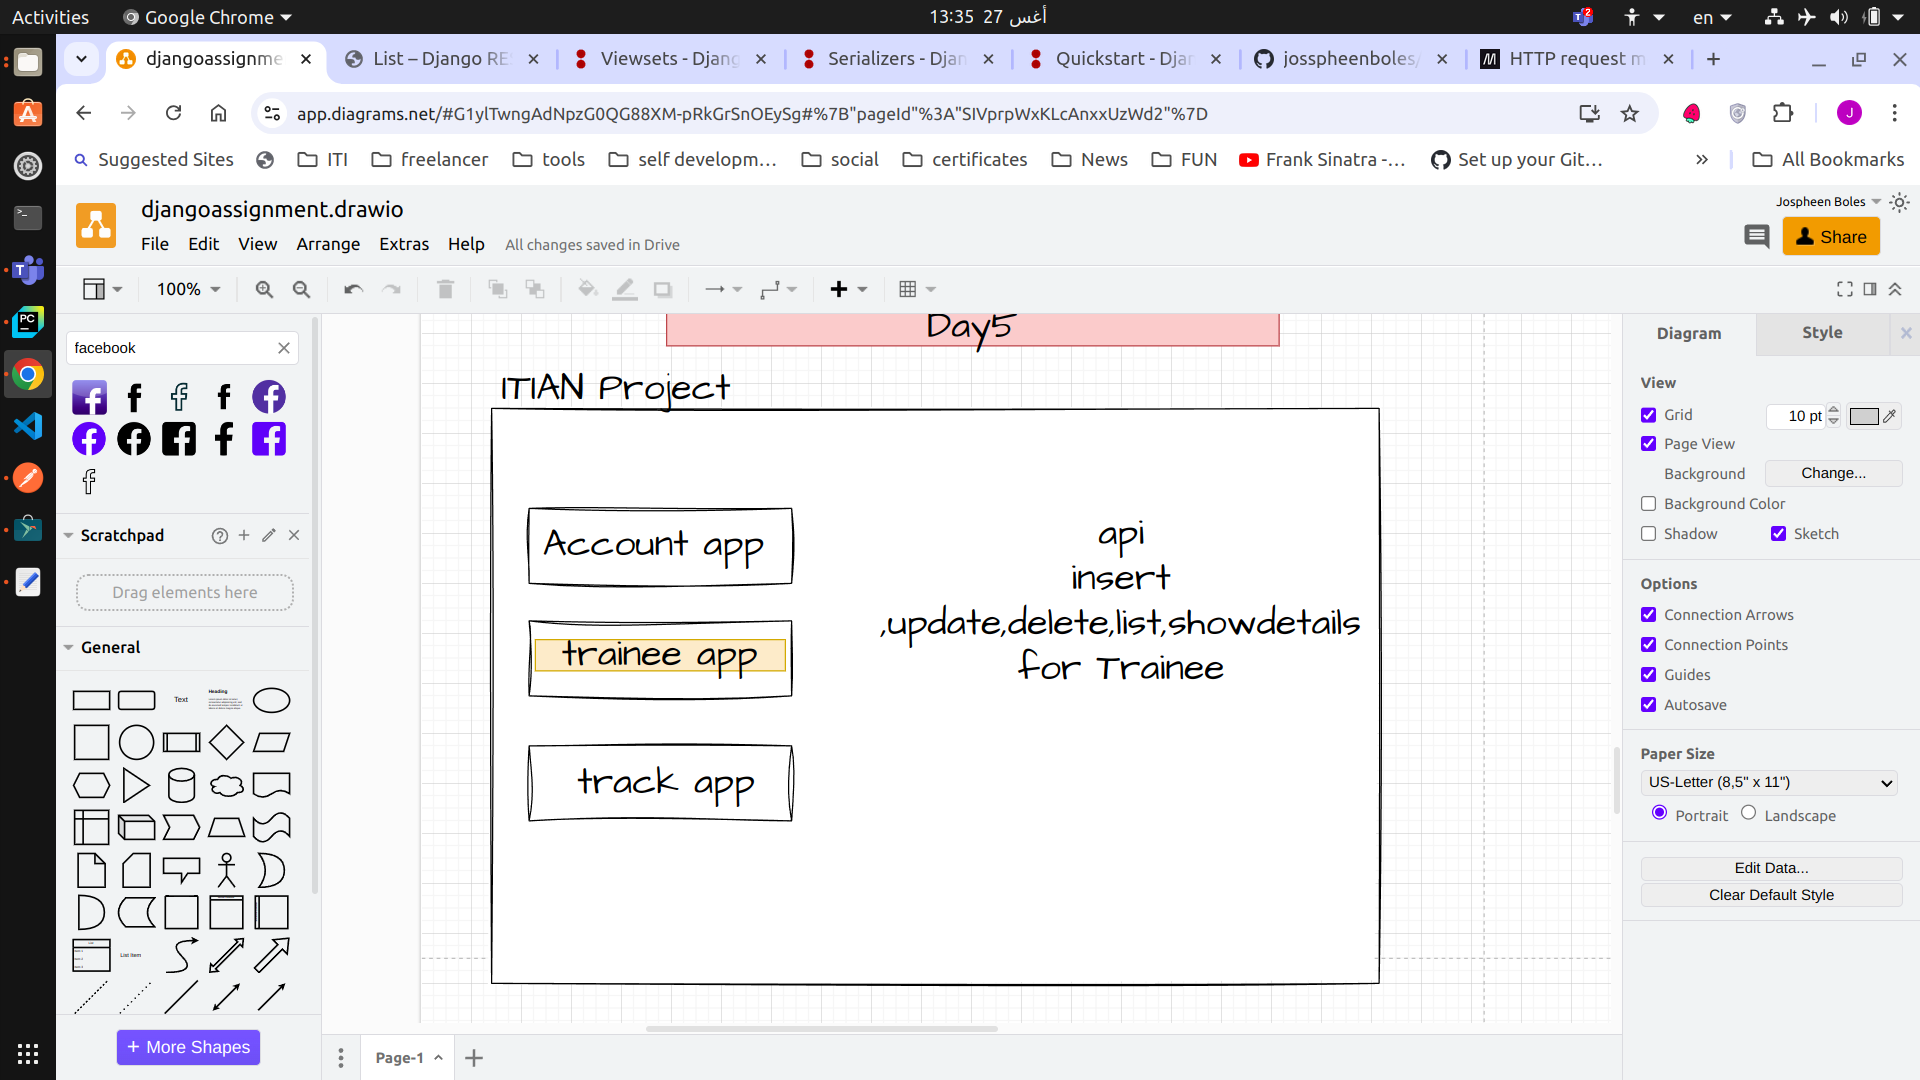 Activities
Google Chrome
13:35 27 أغس
2
en
djangoassignme
List – Django RE
Viewsets - Djang
Serializers - Djan
Quickstart - Djan
josspheenboles/
HTTP request m
app.diagrams.net/#G1ylTwngAdNpzG0QG88XM-pRkGrSnOEySg#%7B"pageId"%3A"SIVprpWxKLcAnxxUzWd2"%7D
J
Suggested Sites
ITI
freelancer
tools
self developm...
social
certificates
News
FUN
Frank Sinatra -...
Set up your Git...
»
All Bookmarks
djangoassignment.drawio
Jospheen Boles
File Edit View Arrange Extras Help
All changes saved in Drive
Share
100%
facebook
Scratchpad
Drag elements here
General
Text
Heading
List Item
+ More Shapes
Day5
ITIAN Project
Account app
trainee app
track app
api
insert
,update,delete,list,showdetails
for Trainee
Page-1
Diagram
Style
View
Grid
10 pt
Page View
Background
Change...
Background Color
Shadow
Sketch
Options
Connection Arrows
Connection Points
Guides
Autosave
Paper Size
US-Letter (8,5" x 11")
Portrait
Landscape
Edit Data...
Clear Default Style